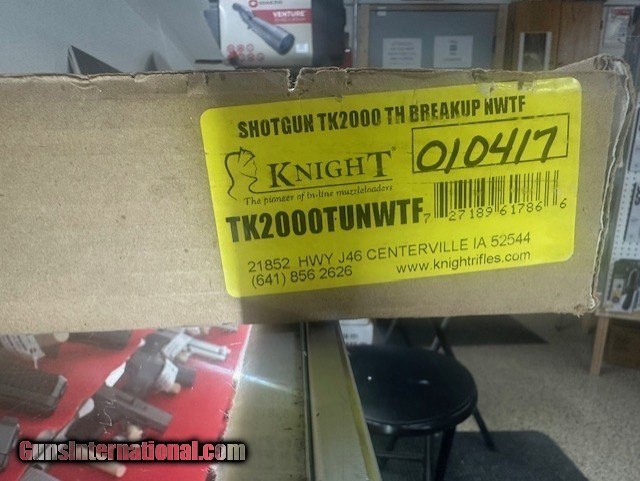 VENTURE
SHOTGUN TK2000 TH BREAKUP NWTF
010417
KNIGHT®
The pioneer of in-line muzzleloaders
TK2000TUNWTF
7 27189 61786 6
21852 HWY J46 CENTERVILLE IA 52544
(641) 856 2626 www.knightrifles.com
GunsInternational.com